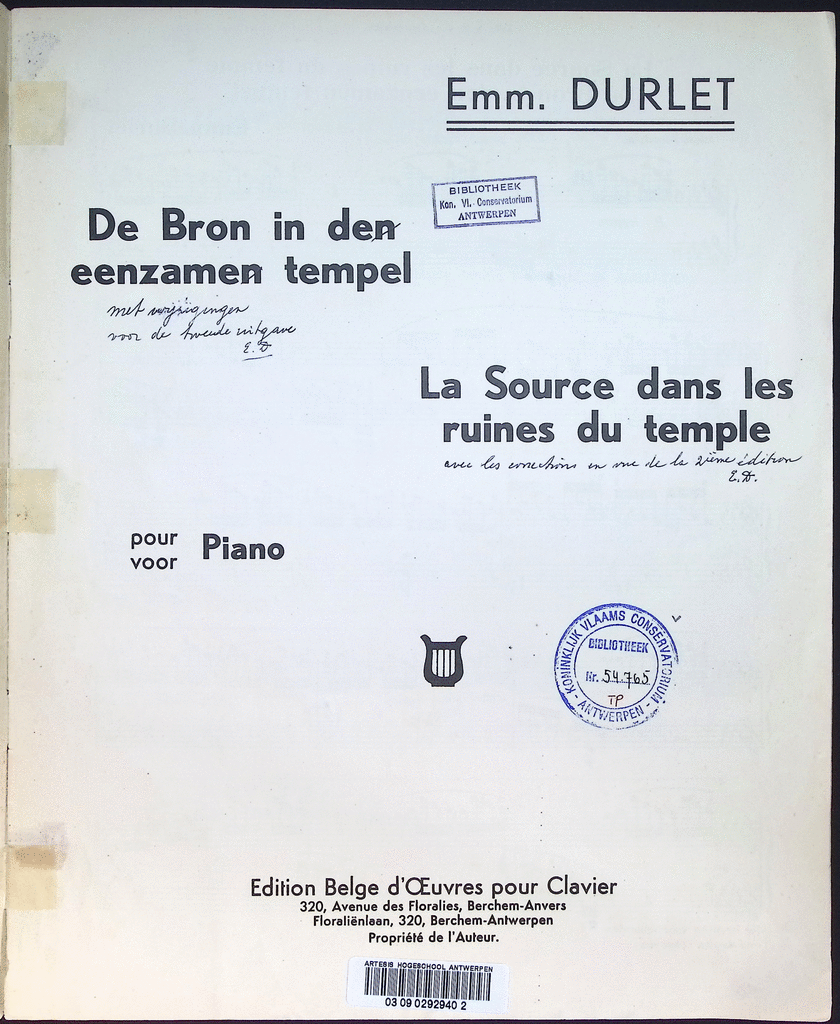 Emm. DURLET
BIBLIOTHEEK
Kon. Vl. Conservatorium
ANTWERPEN
De Bron in den
eenzamen tempel
met wijzigingen
voor de tweede uitgave
E. D
La Source dans les
ruines du temple
avec les corrections en vue de la 2ième édition
E. D.
pour
voor
Piano
KONINKLIJK VLAAMS CONSERVATORIUM
BIBLIOTHEEK
Nr. 54.765
TP
- ANTWERPEN -
Edition Belge d'Œuvres pour Clavier
320, Avenue des Floralies, Berchem-Anvers
Floraliënlaan, 320, Berchem-Antwerpen
Propriété de l'Auteur.
ARTESIS HOGESCHOOL ANTWERPEN
03 09 0292940 2